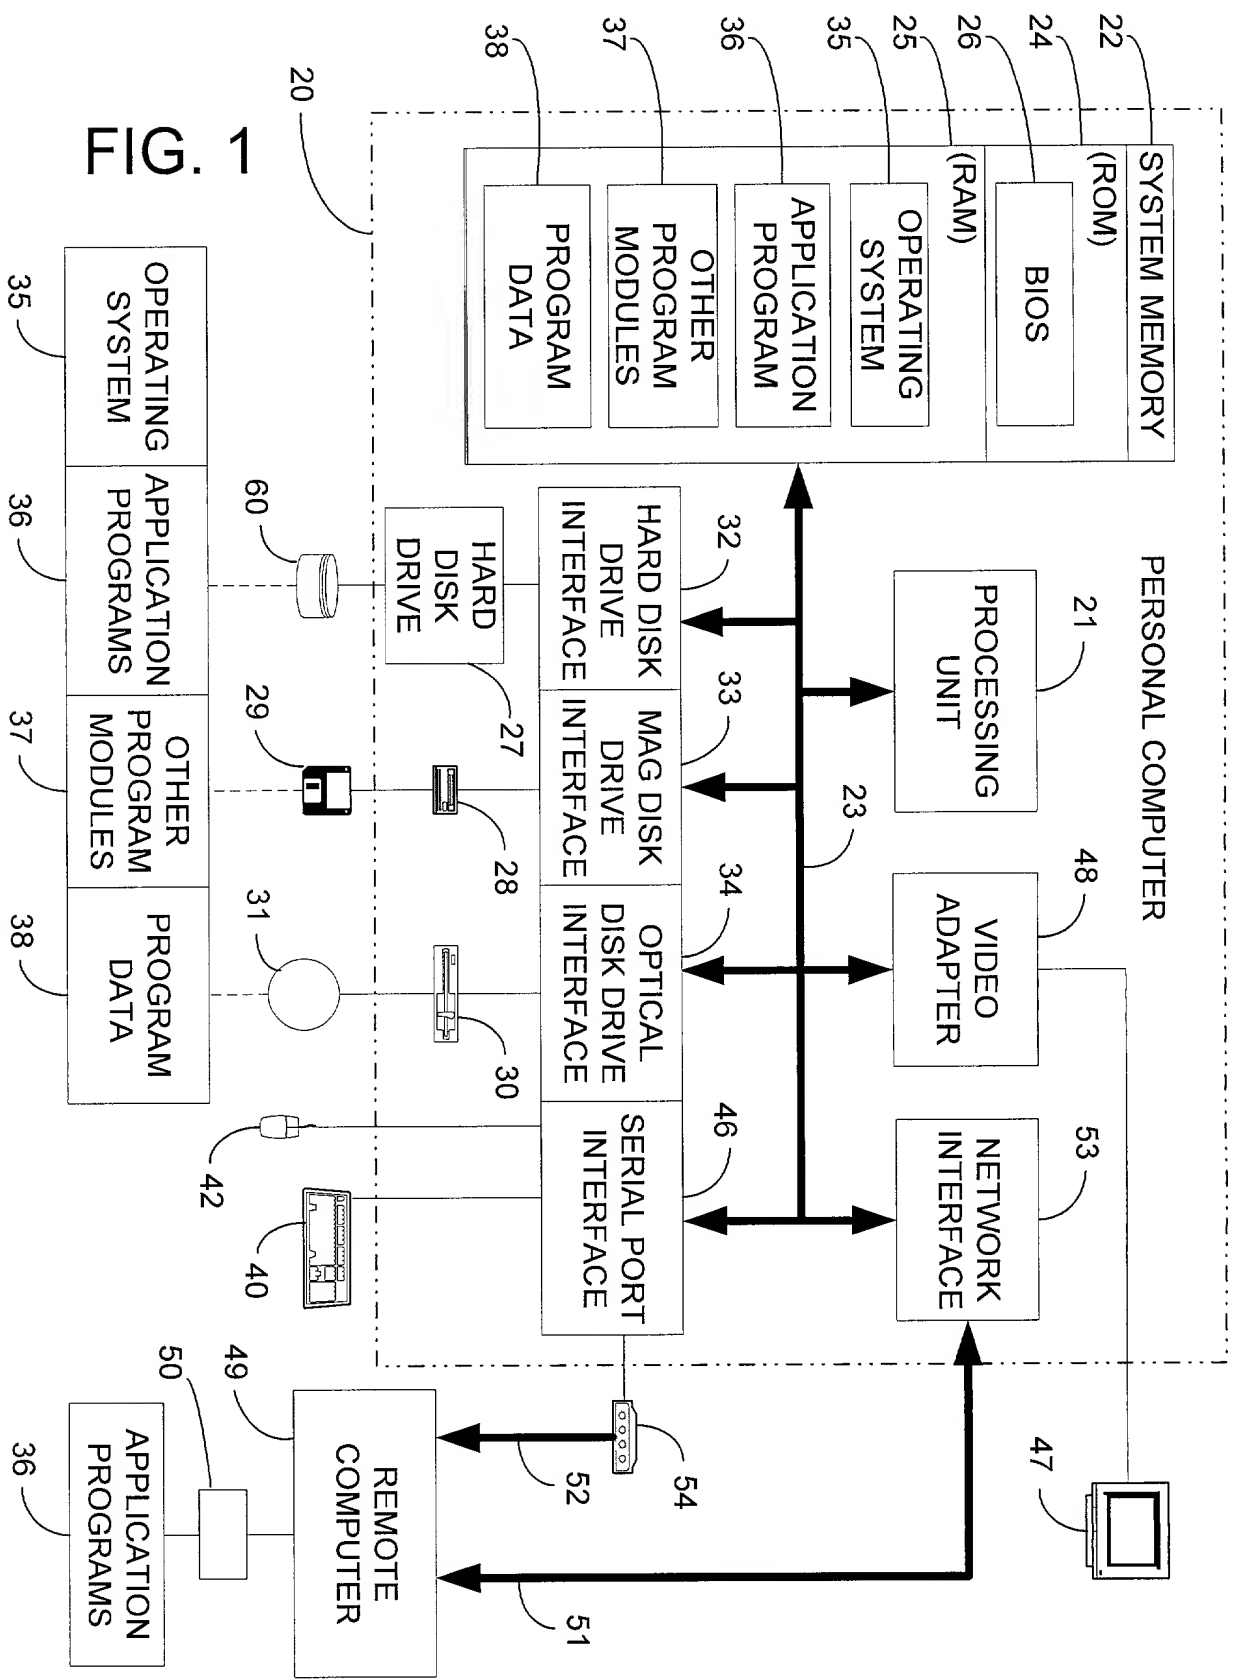 FIG. 1
PERSONAL COMPUTER
20
22
SYSTEM MEMORY
24
(ROM)
26
BIOS
25
(RAM)
35
OPERATING
SYSTEM
36
APPLICATION
PROGRAM
37
OTHER
PROGRAM
MODULES
38
PROGRAM
DATA
21
PROCESSING
UNIT
48
VIDEO
ADAPTER
53
NETWORK
INTERFACE
47
23
32
HARD DISK
DRIVE
INTERFACE
33
MAG DISK
DRIVE
INTERFACE
34
OPTICAL
DISK DRIVE
INTERFACE
46
SERIAL PORT
INTERFACE
54
52
51
HARD
DISK
DRIVE
27
28
30
60
29
31
42
40
49
REMOTE
COMPUTER
50
OPERATING
SYSTEM
35
APPLICATION
PROGRAMS
36
OTHER
PROGRAM
MODULES
37
PROGRAM
DATA
38
APPLICATION
PROGRAMS
36